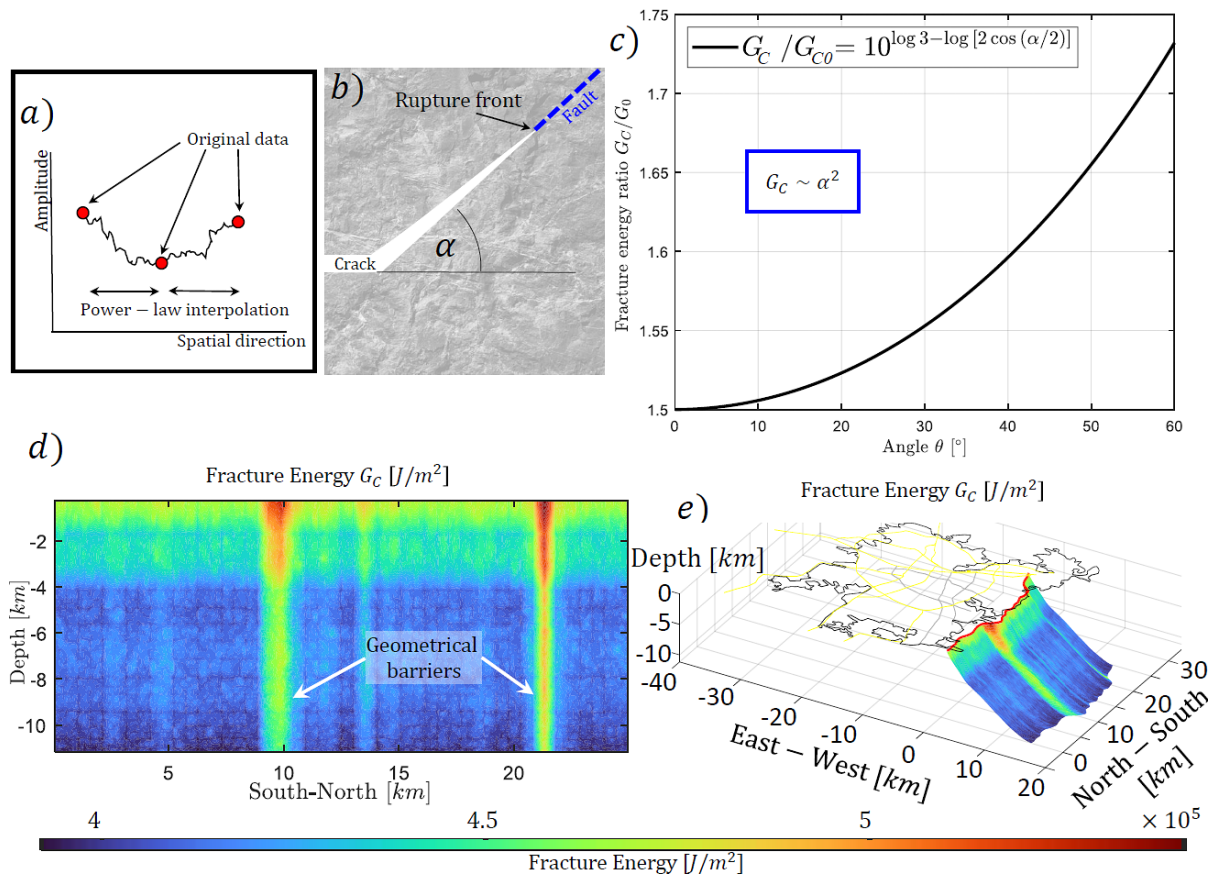 a)
Original data
Amplitude
Power – law interpolation
Spatial direction
b)
Rupture front
Fault
α
Crack
c)
G_C /G_{C0} = 10^{log 3−log [2 cos (α/2)]}
G_C ∼ α²
Fracture energy ratio G_C/G_0
1.75
1.7
1.65
1.6
1.55
1.5
0 10 20 30 40 50 60
Angle θ [°]
d)
Fracture Energy G_C [J/m²]
Depth [km]
-2
-4
-6
-8
-10
Geometrical
barriers
5 10 15 20
South-North [km]
Fracture Energy G_C [J/m²]
e)
Depth [km]
0
-5
-10
-40 -30 -20 -10 0 10 20
East – West [km]
0 10 20 30
North – South
[km]
4 4.5 5 × 10⁵
Fracture Energy [J/m²]